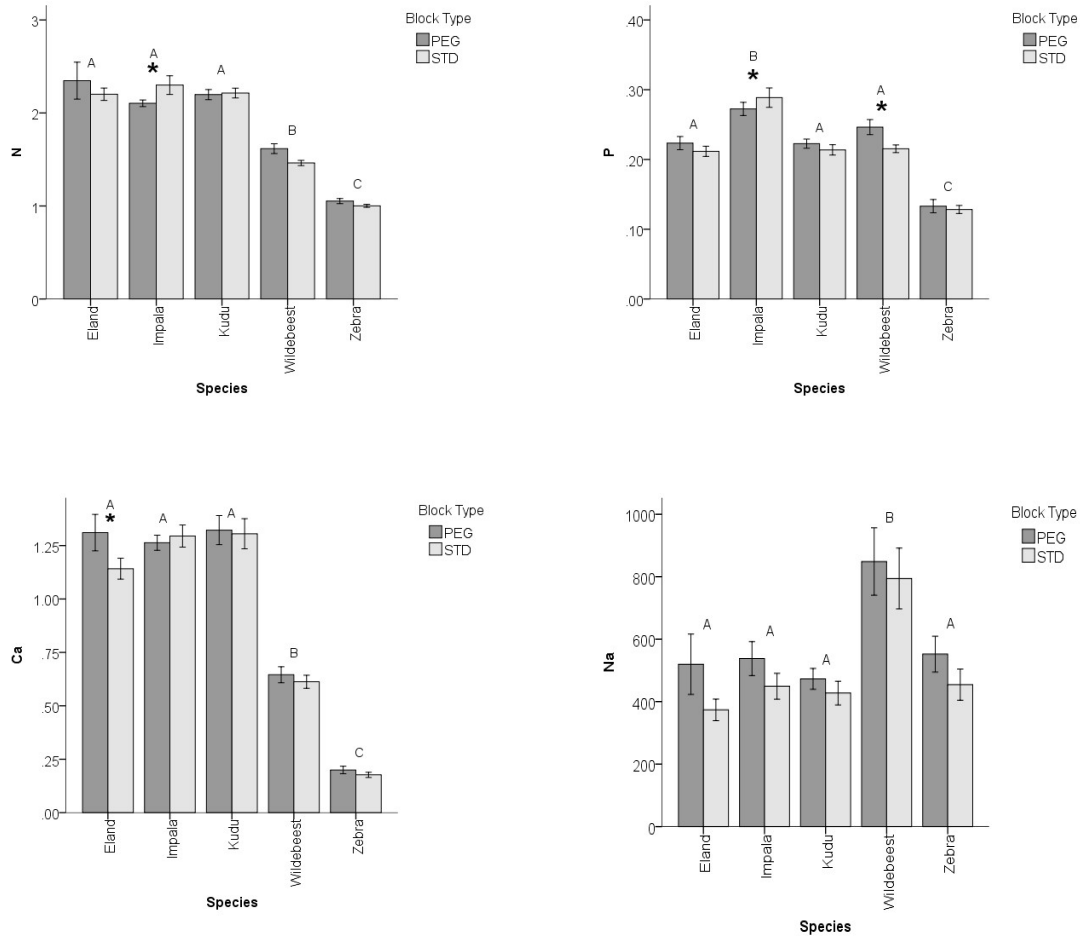 Block Type
PEG
STD
3
2
1
0
N
A
A
*
A
B
C
Eland
Impala
Kudu
Wildebeest
Zebra
Species
Block Type
PEG
STD
.40
.30
.20
.10
.00
P
A
B
*
A
A
*
C
Eland
Impala
Kudu
Wildebeest
Zebra
Species
Block Type
PEG
STD
1.25
1.00
.75
.50
.25
.00
Ca
A
*
A
A
B
C
Eland
Impala
Kudu
Wildebeest
Zebra
Species
Block Type
PEG
STD
1000
800
600
400
200
0
Na
A
A
A
B
A
Eland
Impala
Kudu
Wildebeest
Zebra
Species